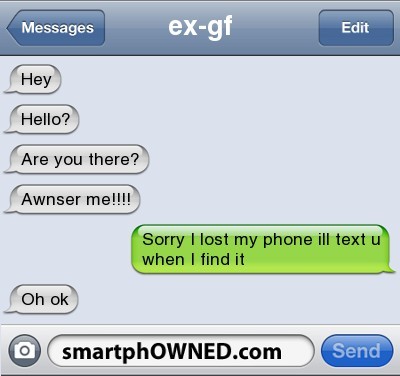 Messages
ex-gf
Edit
Hey
Hello?
Are you there?
Awnser me!!!!
Sorry I lost my phone ill text u
when I find it
Oh ok
smartphOWNED.com
Send